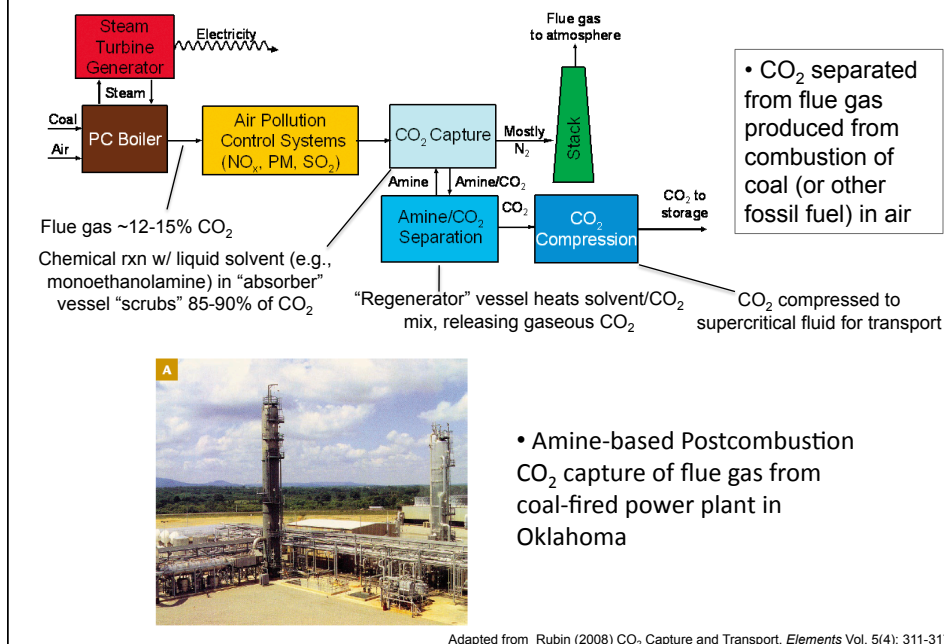 Steam
Turbine
Generator
Electricity
Flue gas
to atmosphere
Steam
Coal
Air
PC Boiler
Air Pollution
Control Systems
(NOₓ, PM, SO₂)
CO₂ Capture
Mostly
N₂
Stack
Amine
Amine/CO₂
Amine/CO₂
Separation
CO₂
CO₂
Compression
CO₂ to
storage
• CO₂ separated
from flue gas
produced from
combustion of
coal (or other
fossil fuel) in air
Flue gas ~12-15% CO₂
Chemical rxn w/ liquid solvent (e.g.,
monoethanolamine) in “absorber”
vessel “scrubs” 85-90% of CO₂
“Regenerator” vessel heats solvent/CO₂
mix, releasing gaseous CO₂
CO₂ compressed to
supercritical fluid for transport
A
• Amine-based Postcombustion
CO₂ capture of flue gas from
coal-fired power plant in
Oklahoma
Adapted from Rubin (2008) CO₂ Capture and Transport, Elements Vol. 5(4): 311-31